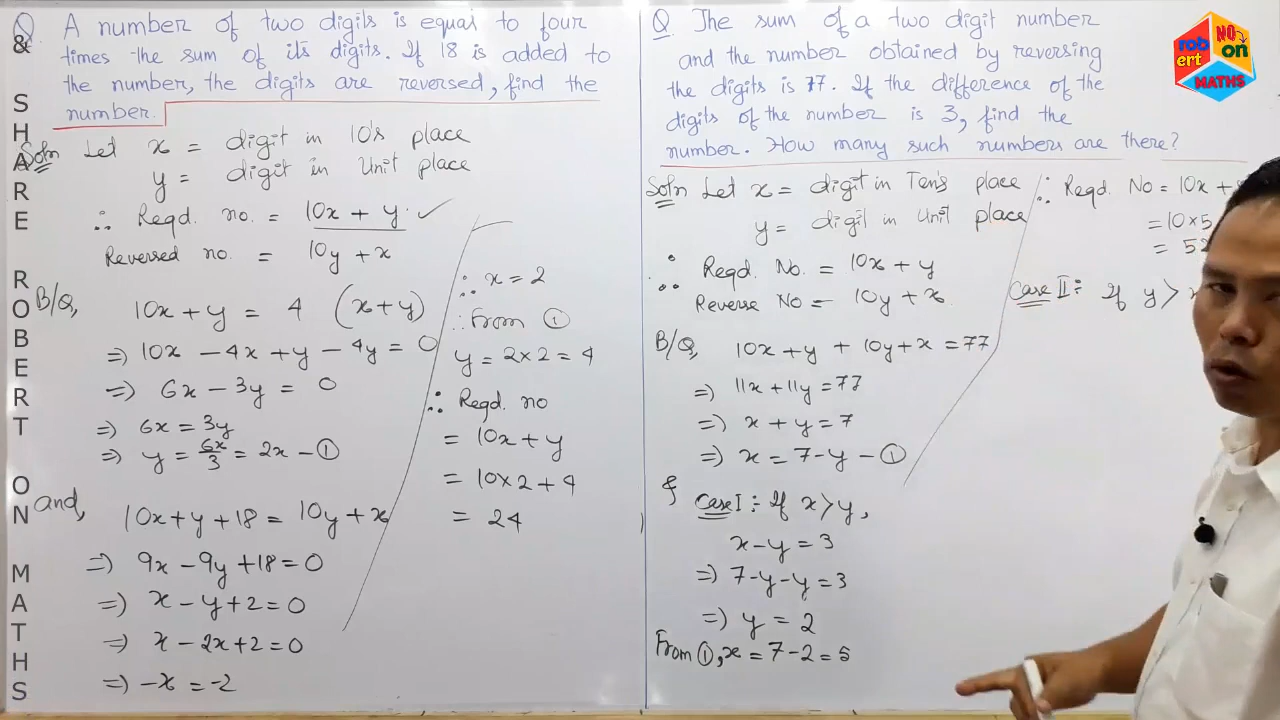 & SHARE ROBERT ON MATHS
Q. A number of two digits is equal to four
times the sum of its digits. If 18 is added to
the number, the digits are reversed, find the
number.
Soln Let x = digit in 10's place
y = digit in Unit place
∴ Reqd. no. = 10x + y. ✓
Reversed no. = 10y + x
B/Q, 10x + y = 4 (x+y)
⇒ 10x - 4x + y - 4y = 0
⇒ 6x - 3y = 0
⇒ 6x = 3y
⇒ y = 6x/3 = 2x - ①
and, 10x+y+18 = 10y+x
⇒ 9x - 9y +18 = 0
⇒ x - y + 2 = 0
⇒ x - 2x + 2 = 0
⇒ -x = -2
∴ x = 2
∴ From ①
y = 2×2 = 4
∴ Reqd. no
= 10x + y
= 10×2 + 4
= 24
Q. The sum of a two digit number
and the number obtained by reversing
the digits is 77. If the difference of the
digits of the number is 3, find the
number. How many such numbers are there?
Soln Let x = digit in Ten's place
y = digit in Unit place
∴ Reqd. No. = 10x + y
Reverse No = 10y + x
B/Q, 10x+y + 10y+x = 77
⇒ 11x + 11y = 77
⇒ x + y = 7
⇒ x = 7-y - ①
& Case I : If x > y,
x - y = 3
⇒ 7-y-y = 3
⇒ y = 2
From ①, x = 7-2 = 5
∴ Reqd. No = 10x +
= 10×5
= 52
Case II : If y >
robert
NO
on
MATHS